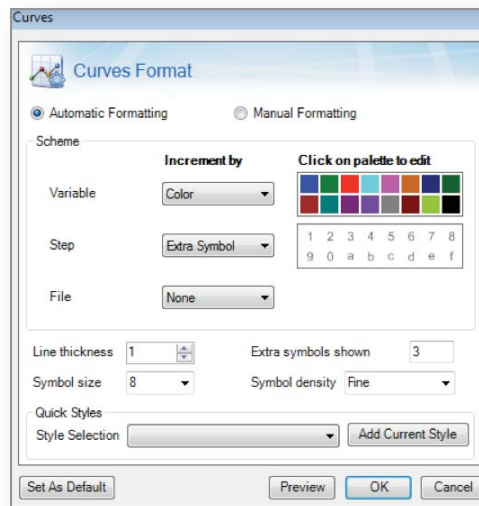 Curves
Curves Format
Automatic Formatting Manual Formatting
Scheme
Increment by Click on palette to edit
Variable Color
Step Extra Symbol
1 2 3 4 5 6 7 8
9 0 a b c d e f
File None
Line thickness 1 Extra symbols shown 3
Symbol size 8 Symbol density Fine
Quick Styles
Style Selection Add Current Style
Set As Default Preview OK Cancel